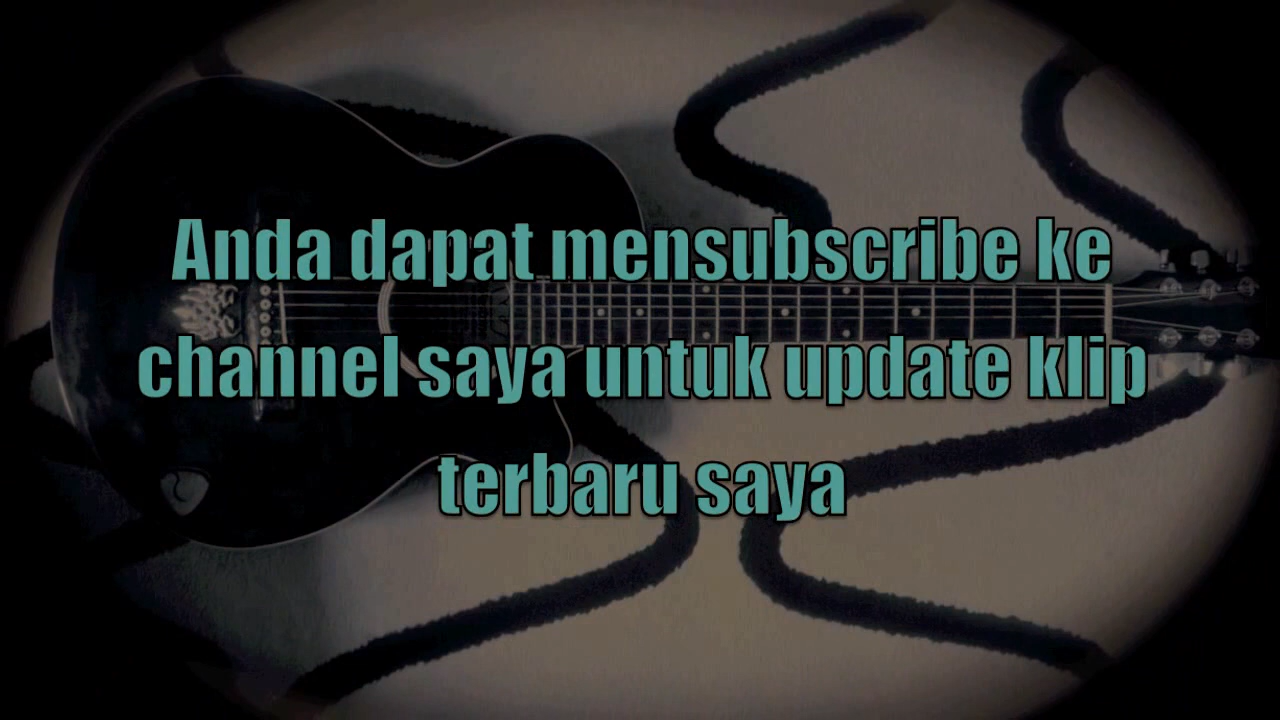 Anda dapat mensubscribe ke
channel saya untuk update klip
terbaru saya